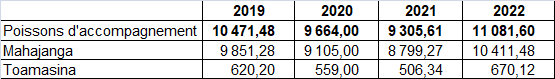 2019 2020 2021 2022
Poissons d'accompagnement 10 471,48 9 664,00 9 305,61 11 081,60
Mahajanga 9 851,28 9 105,00 8 799,27 10 411,48
Toamasina 620,20 559,00 506,34 670,12